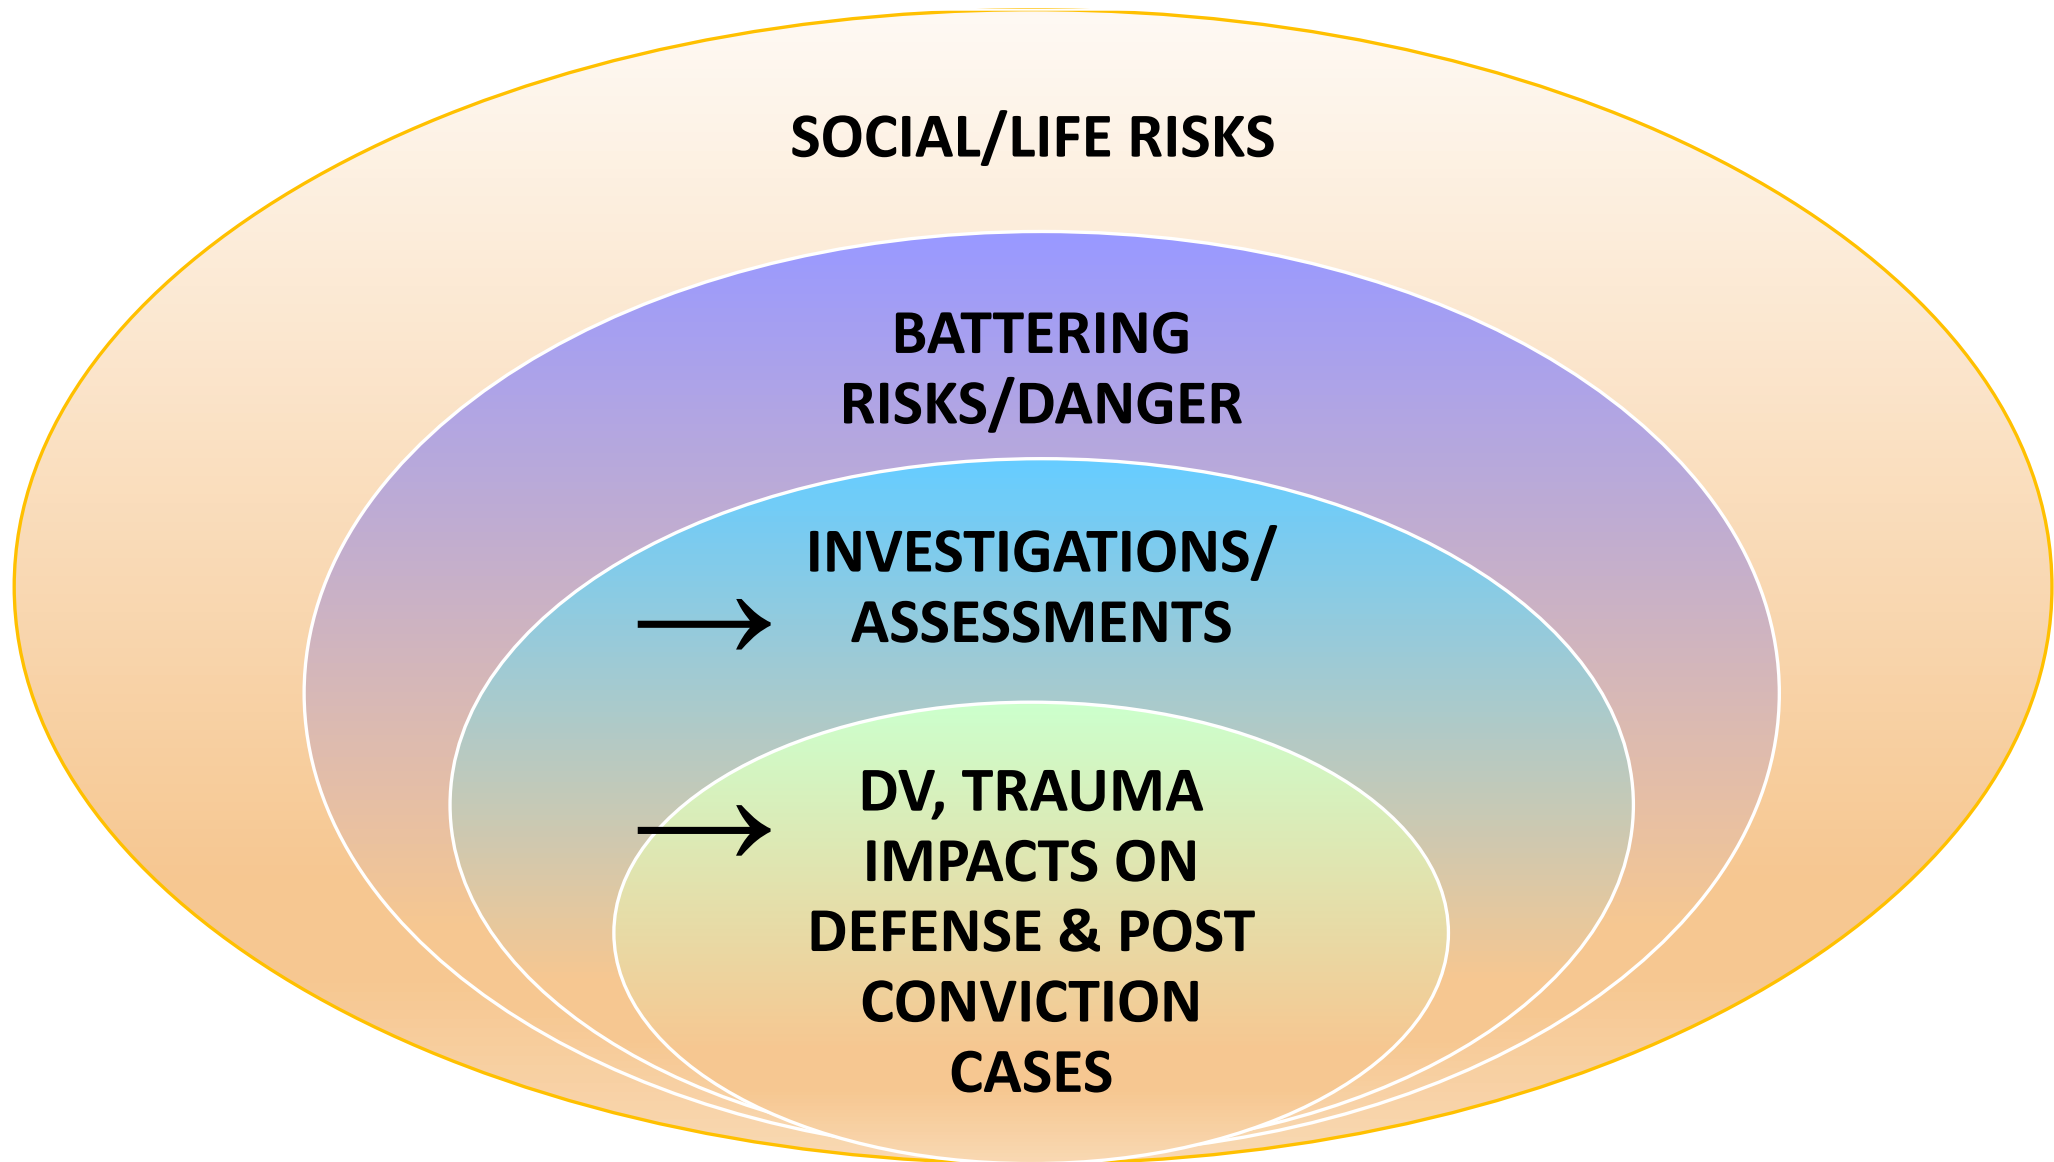 SOCIAL/LIFE RISKS
BATTERING
RISKS/DANGER
INVESTIGATIONS/
ASSESSMENTS
DV, TRAUMA
IMPACTS ON
DEFENSE & POST
CONVICTION
CASES